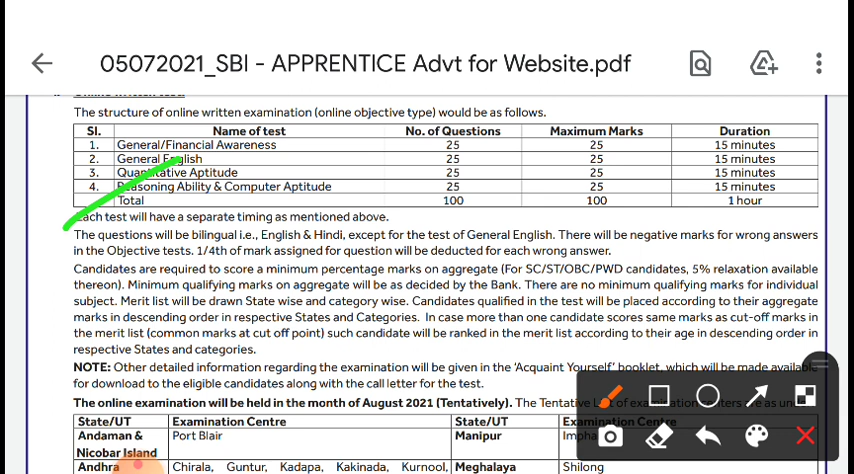 05072021_SBI - APPRENTICE Advt for Website.pdf
The structure of online written examination (online objective type) would be as follows.
Sl. Name of test No. of Questions Maximum Marks Duration
1. General/Financial Awareness 25 25 15 minutes
2. General English 25 25 15 minutes
3. Quantitative Aptitude 25 25 15 minutes
4. Reasoning Ability & Computer Aptitude 25 25 15 minutes
Total 100 100 1 hour
Each test will have a separate timing as mentioned above.
The questions will be bilingual i.e., English & Hindi, except for the test of General English. There will be negative marks for wrong answers
in the Objective tests. 1/4th of mark assigned for question will be deducted for each wrong answer.
Candidates are required to score a minimum percentage marks on aggregate (For SC/ST/OBC/PWD candidates, 5% relaxation available
thereon). Minimum qualifying marks on aggregate will be as decided by the Bank. There are no minimum qualifying marks for individual
subject. Merit list will be drawn State wise and category wise. Candidates qualified in the test will be placed according to their aggregate
marks in descending order in respective States and Categories. In case more than one candidate scores same marks as cut-off marks in
the merit list (common marks at cut off point) such candidate will be ranked in the merit list according to their age in descending order in
respective States and categories.
NOTE: Other detailed information regarding the examination will be given in the 'Acquaint Yourself' booklet, which will be made available
for download to the eligible candidates along with the call letter for the test.
The online examination will be held in the month of August 2021 (Tentatively). The Tentative List of examination centers are as
State/UT Examination Centre State/UT Examination Centre
Andaman & Port Blair Manipur
Nicobar Island
Andhra Chirala, Guntur, Kadapa, Kakinada, Kurnool, Meghalaya Shilong